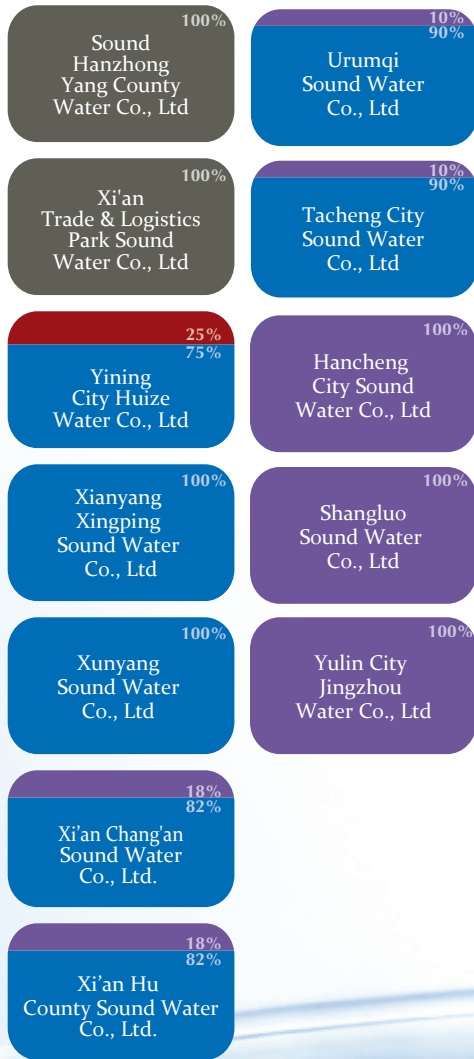 100%
Sound
Hanzhong
Yang County
Water Co., Ltd
100%
Xi'an
Trade & Logistics
Park Sound
Water Co., Ltd
25%
75%
Yining
City Huize
Water Co., Ltd
100%
Xianyang
Xingping
Sound Water
Co., Ltd
100%
Xunyang
Sound Water
Co., Ltd
18%
82%
Xi’an Chang'an
Sound Water
Co., Ltd.
18%
82%
Xi’an Hu
County Sound Water
Co., Ltd.
10%
90%
Urumqi
Sound Water
Co., Ltd
10%
90%
Tacheng City
Sound Water
Co., Ltd
100%
Hancheng
City Sound
Water Co., Ltd
100%
Shangluo
Sound Water
Co., Ltd
100%
Yulin City
Jingzhou
Water Co., Ltd